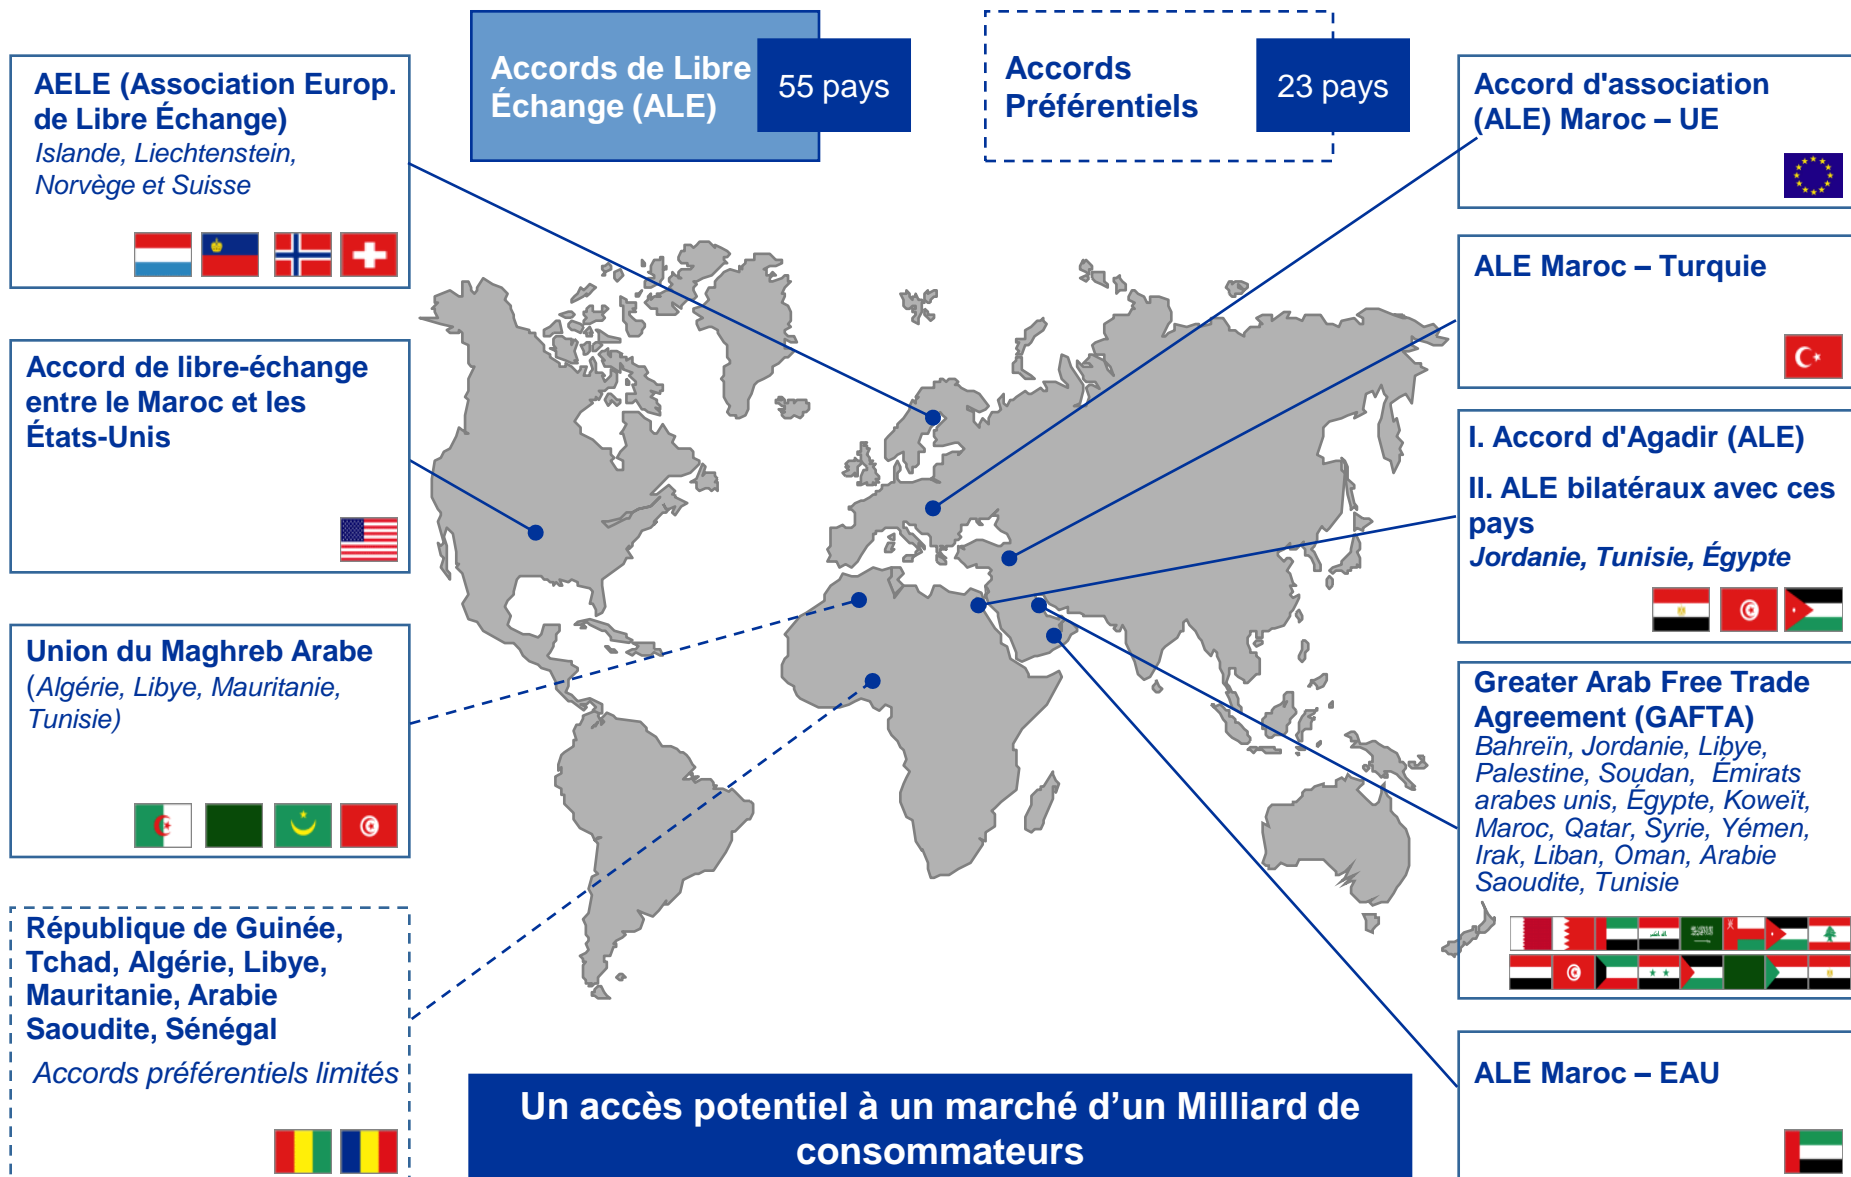 Accords de Libre
Échange (ALE)
55 pays
Accords
Préférentiels
23 pays
AELE (Association Europ.
de Libre Échange)
Islande, Liechtenstein,
Norvège et Suisse
Accord de libre-échange
entre le Maroc et les
États-Unis
Union du Maghreb Arabe
(Algérie, Libye, Mauritanie,
Tunisie)
République de Guinée,
Tchad, Algérie, Libye,
Mauritanie, Arabie
Saoudite, Sénégal
Accords préférentiels limités
Accord d'association
(ALE) Maroc – UE
ALE Maroc – Turquie
I. Accord d'Agadir (ALE)
II. ALE bilatéraux avec ces
pays
Jordanie, Tunisie, Égypte
Greater Arab Free Trade
Agreement (GAFTA)
Bahreïn, Jordanie, Libye,
Palestine, Soudan, Émirats
arabes unis, Égypte, Koweït,
Maroc, Qatar, Syrie, Yémen,
Irak, Liban, Oman, Arabie
Saoudite, Tunisie
ALE Maroc – EAU
Un accès potentiel à un marché d’un Milliard de
consommateurs